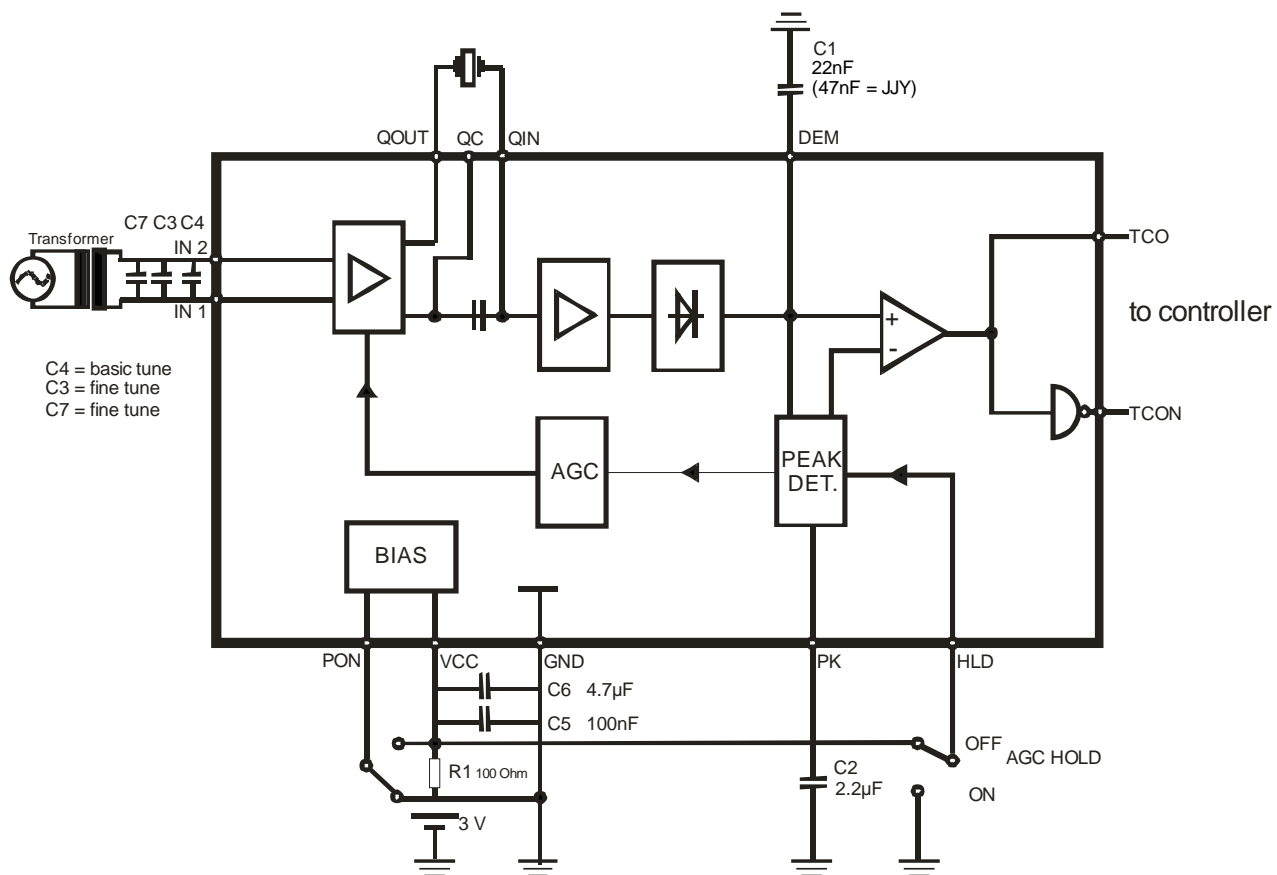 C1
22nF
(47nF = JJY)
QOUT QC QIN DEM
C7 C3 C4
Transformer
IN 2
IN 1
TCO
to controller
C4 = basic tune
C3 = fine tune
C7 = fine tune
+
-
TCON
AGC
PEAK
DET.
BIAS
PON VCC GND PK HLD
C6 4.7µF
C5 100nF
OFF
AGC HOLD
R1 100 Ohm
C2
2.2µF
ON
3 V